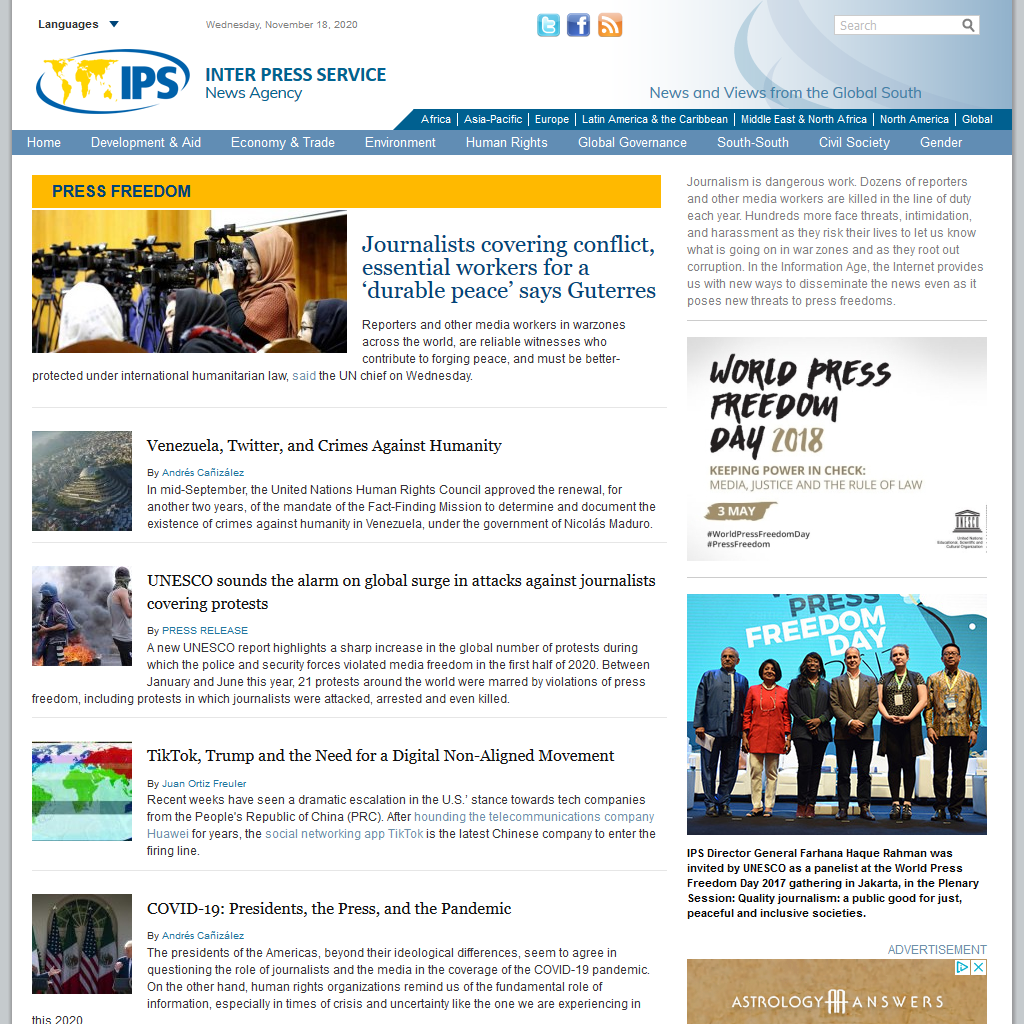 Languages
Wednesday, November 18, 2020
Search
IPS
INTER PRESS SERVICE
News Agency
News and Views from the Global South
Africa | Asia-Pacific | Europe | Latin America & the Caribbean | Middle East & North Africa | North America | Global
Home Development & Aid Economy & Trade Environment Human Rights Global Governance South-South Civil Society Gender
PRESS FREEDOM
Journalists covering conflict,
essential workers for a
‘durable peace’ says Guterres
Reporters and other media workers in warzones
across the world, are reliable witnesses who
contribute to forging peace, and must be better-
protected under international humanitarian law, said the UN chief on Wednesday.
Venezuela, Twitter, and Crimes Against Humanity
By Andrés Cañizález
In mid-September, the United Nations Human Rights Council approved the renewal, for
another two years, of the mandate of the Fact-Finding Mission to determine and document the
existence of crimes against humanity in Venezuela, under the government of Nicolás Maduro.
UNESCO sounds the alarm on global surge in attacks against journalists
covering protests
By PRESS RELEASE
A new UNESCO report highlights a sharp increase in the global number of protests during
which the police and security forces violated media freedom in the first half of 2020. Between
January and June this year, 21 protests around the world were marred by violations of press
freedom, including protests in which journalists were attacked, arrested and even killed.
TikTok, Trump and the Need for a Digital Non-Aligned Movement
By Juan Ortiz Freuler
Recent weeks have seen a dramatic escalation in the U.S.’ stance towards tech companies
from the People’s Republic of China (PRC). After hounding the telecommunications company
Huawei for years, the social networking app TikTok is the latest Chinese company to enter the
firing line.
COVID-19: Presidents, the Press, and the Pandemic
By Andrés Cañizález
The presidents of the Americas, beyond their ideological differences, seem to agree in
questioning the role of journalists and the media in the coverage of the COVID-19 pandemic.
On the other hand, human rights organizations remind us of the fundamental role of
information, especially in times of crisis and uncertainty like the one we are experiencing in
this 2020
Journalism is dangerous work. Dozens of reporters
and other media workers are killed in the line of duty
each year. Hundreds more face threats, intimidation,
and harassment as they risk their lives to let us know
what is going on in war zones and as they root out
corruption. In the Information Age, the Internet provides
us with new ways to disseminate the news even as it
poses new threats to press freedoms.
WORLD PRESS
FREEDOM
DAY 2018
KEEPING POWER IN CHECK:
MEDIA, JUSTICE AND THE RULE OF LAW
3 MAY
#WorldPressFreedomDay
#PressFreedom
United Nations
Educational, Scientific and
Cultural Organization
PRESS
FREEDOM
DAY
IPS Director General Farhana Haque Rahman was
invited by UNESCO as a panelist at the World Press
Freedom Day 2017 gathering in Jakarta, in the Plenary
Session: Quality journalism: a public good for just,
peaceful and inclusive societies.
ADVERTISEMENT
ASTROLOGY ANSWERS